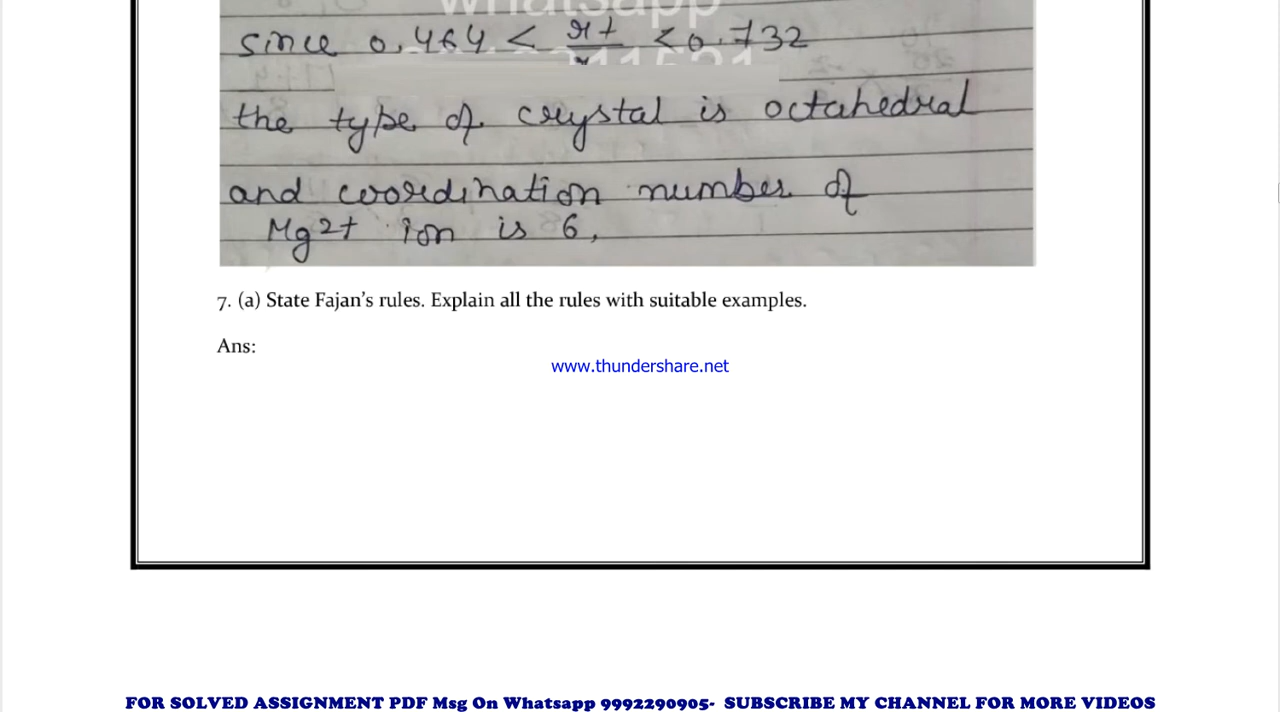 whatsapp
since 0.464 < r+ < 0.732
the type of crystal is octahedral
and coordination number of
Mg2+ ion is 6,
7. (a) State Fajan's rules. Explain all the rules with suitable examples.
Ans:
www.thundershare.net
FOR SOLVED ASSIGNMENT PDF Msg On Whatsapp 9992290905- SUBSCRIBE MY CHANNEL FOR MORE VIDEOS